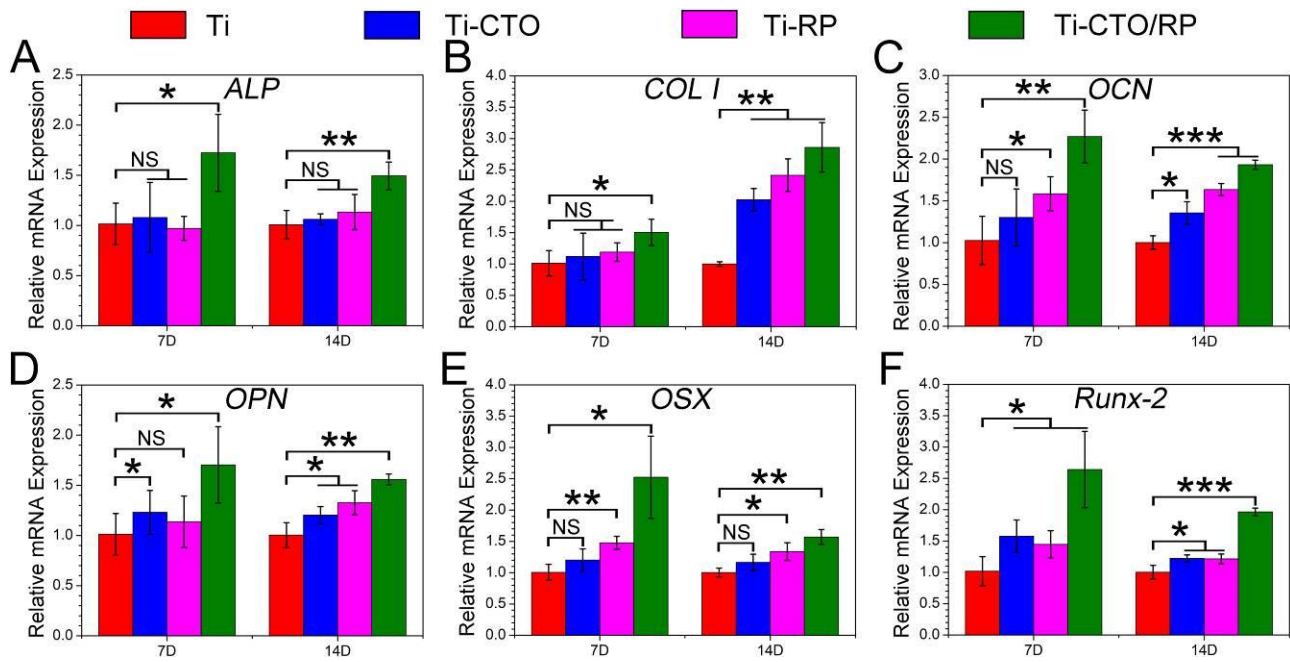 Ti Ti-CTO Ti-RP Ti-CTO/RP
A
ALP
Relative mRNA Expression
2.5
2.0
1.5
1.0
0.5
0.0
*
NS
**
NS
7D 14D
B
COL I
Relative mRNA Expression
4.0
3.5
3.0
2.5
2.0
1.5
1.0
0.5
0.0
*
NS
**
7D 14D
C
OCN
Relative mRNA Expression
3.0
2.5
2.0
1.5
1.0
0.5
0.0
**
*
NS
***
*
7D 14D
D
OPN
Relative mRNA Expression
2.5
2.0
1.5
1.0
0.5
0.0
*
NS
*
**
*
7D 14D
E
OSX
Relative mRNA Expression
4.0
3.5
3.0
2.5
2.0
1.5
1.0
0.5
0.0
*
**
NS
**
*
NS
7D 14D
F
Runx-2
Relative mRNA Expression
4.0
3.5
3.0
2.5
2.0
1.5
1.0
0.5
0.0
*
***
*
7D 14D